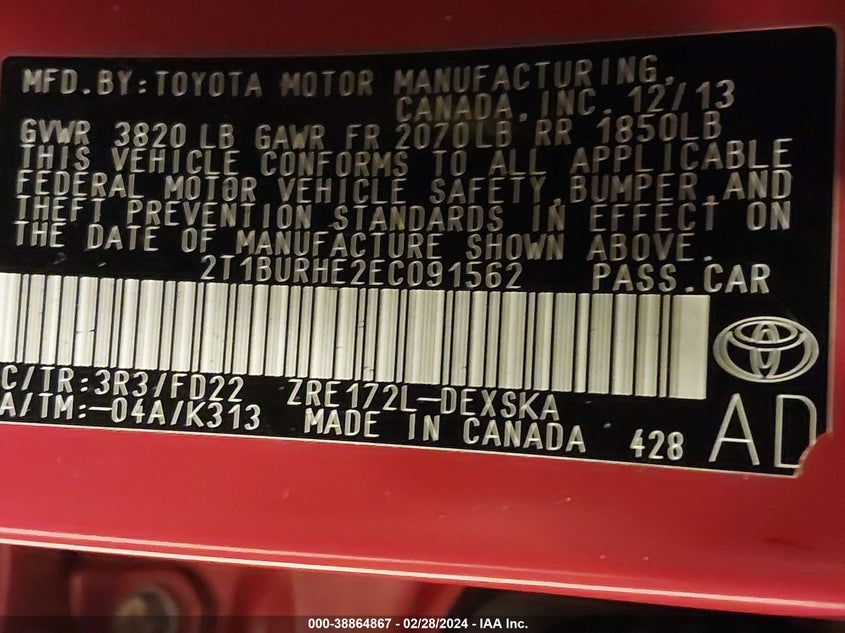 MFD.BY:TOYOTA MOTOR MANUFACTURING,
CANADA,INC. 12/13
GVWR 3820LB GAWR FR 2070LB RR 1850LB
THIS VEHICLE CONFORMS TO ALL APPLICABLE
FEDERAL MOTOR VEHICLE SAFETY,BUMPER,AND
THEFT PREVENTION STANDARDS IN EFFECT ON
THE DATE OF MANUFACTURE SHOWN ABOVE.
2T1BURHE2EC091562 PASS.CAR
C/TR:3R3/FD22 ZRE172L-DEXSKA
A/TM:-04A/K313 MADE IN CANADA 428 AD
000-38864867 / 02/28/2024 - IAA Inc.